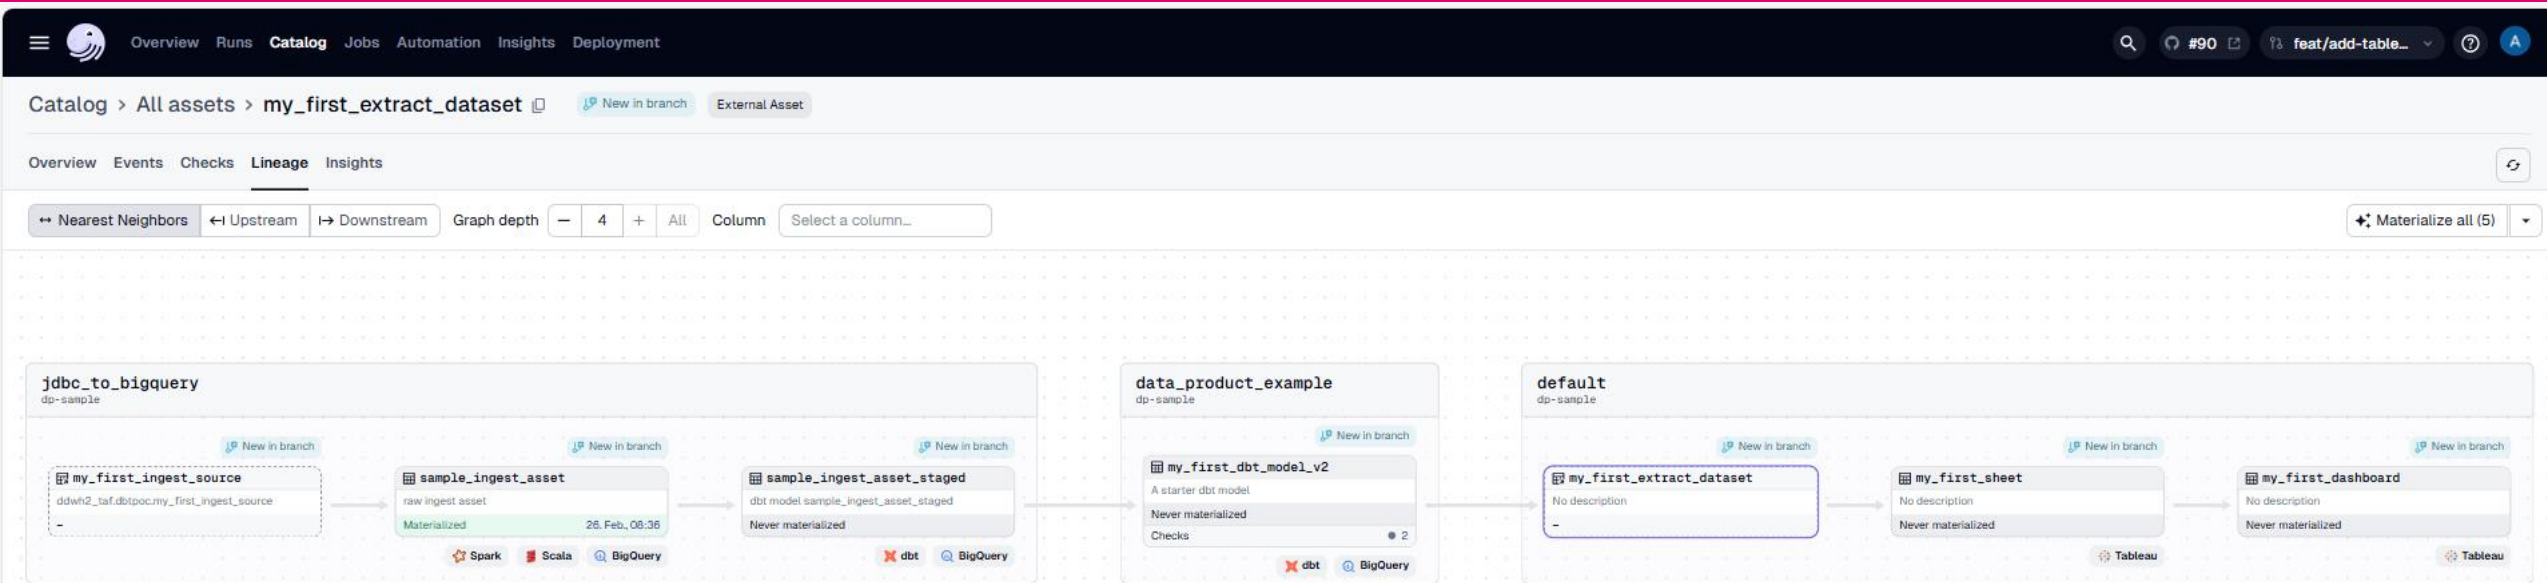 Overview Runs Catalog Jobs Automation Insights Deployment #90 feat/add-table… A
Catalog > All assets > my_first_extract_dataset New in branch External Asset
Overview Events Checks Lineage Insights
Nearest Neighbors Upstream Downstream Graph depth 4 All Column Select a column… Materialize all (5)
jdbc_to_bigquery
dp-sample
New in branch
my_first_ingest_source
ddwh2_taf.dbtpoc.my_first_ingest_source
–
New in branch
sample_ingest_asset
raw ingest asset
Materialized 26. Feb., 08:36
Spark Scala BigQuery
New in branch
sample_ingest_asset_staged
dbt model sample_ingest_asset_staged
Never materialized
dbt BigQuery
data_product_example
dp-sample
New in branch
my_first_dbt_model_v2
A starter dbt model
Never materialized
Checks 2
dbt BigQuery
default
dp-sample
New in branch
my_first_extract_dataset
No description
–
New in branch
my_first_sheet
No description
Never materialized
Tableau
New in branch
my_first_dashboard
No description
Never materialized
Tableau